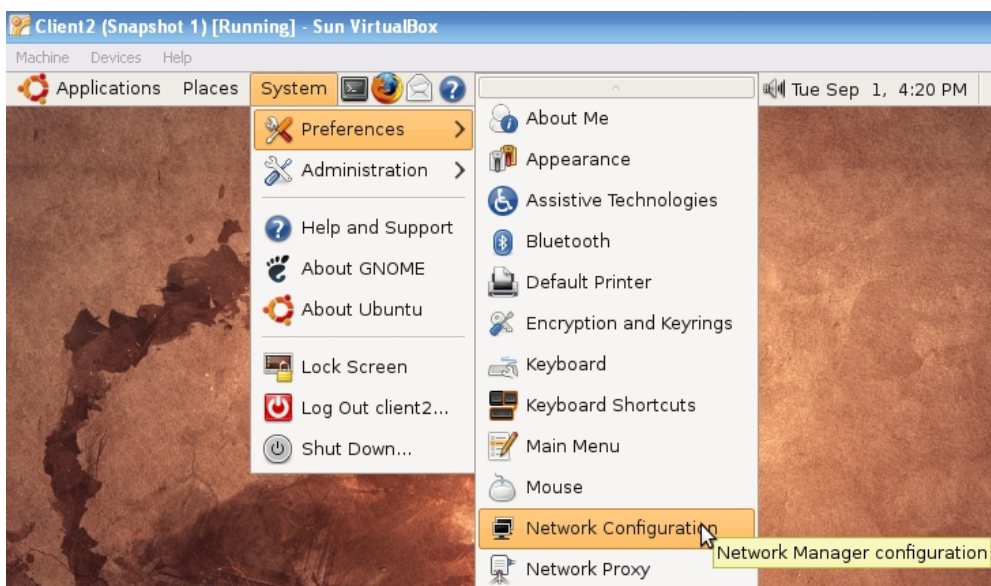 Client2 (Snapshot 1) [Running] - Sun VirtualBox
Machine Devices Help
Applications Places System Tue Sep 1, 4:20 PM
Preferences
Administration
Help and Support
About GNOME
About Ubuntu
Lock Screen
Log Out client2...
Shut Down...
About Me
Appearance
Assistive Technologies
Bluetooth
Default Printer
Encryption and Keyrings
Keyboard
Keyboard Shortcuts
Main Menu
Mouse
Network Configuration
Network Manager configuration
Network Proxy